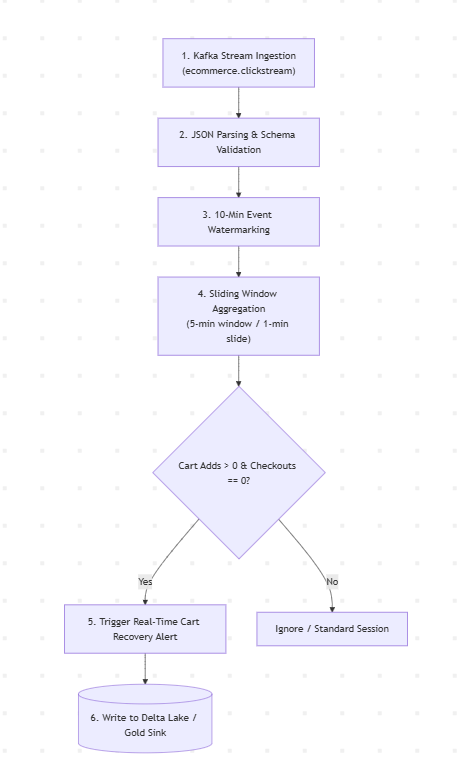 1. Kafka Stream Ingestion
(ecommerce.clickstream)
2. JSON Parsing & Schema
Validation
3. 10-Min Event
Watermarking
4. Sliding Window
Aggregation
(5-min window / 1-min
slide)
Cart Adds > 0 & Checkouts
== 0?
Yes
No
5. Trigger Real-Time Cart
Recovery Alert
Ignore / Standard Session
6. Write to Delta Lake /
Gold Sink